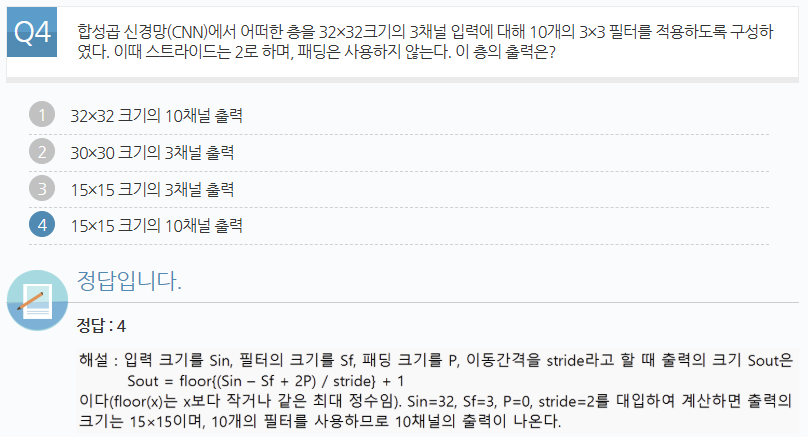 Q4
합성곱 신경망(CNN)에서 어떠한 층을 32×32크기의 3채널 입력에 대해 10개의 3×3 필터를 적용하도록 구성하
였다. 이때 스트라이드는 2로 하며, 패딩은 사용하지 않는다. 이 층의 출력은?
1 32×32 크기의 10채널 출력
2 30×30 크기의 3채널 출력
3 15×15 크기의 3채널 출력
4 15×15 크기의 10채널 출력
정답입니다.
정답 : 4
해설 : 입력 크기를 Sin, 필터의 크기를 Sf, 패딩 크기를 P, 이동간격을 stride라고 할 때 출력의 크기 Sout은
Sout = floor{(Sin – Sf + 2P) / stride} + 1
이다(floor(x)는 x보다 작거나 같은 최대 정수임). Sin=32, Sf=3, P=0, stride=2를 대입하여 계산하면 출력의
크기는 15×15이며, 10개의 필터를 사용하므로 10채널의 출력이 나온다.